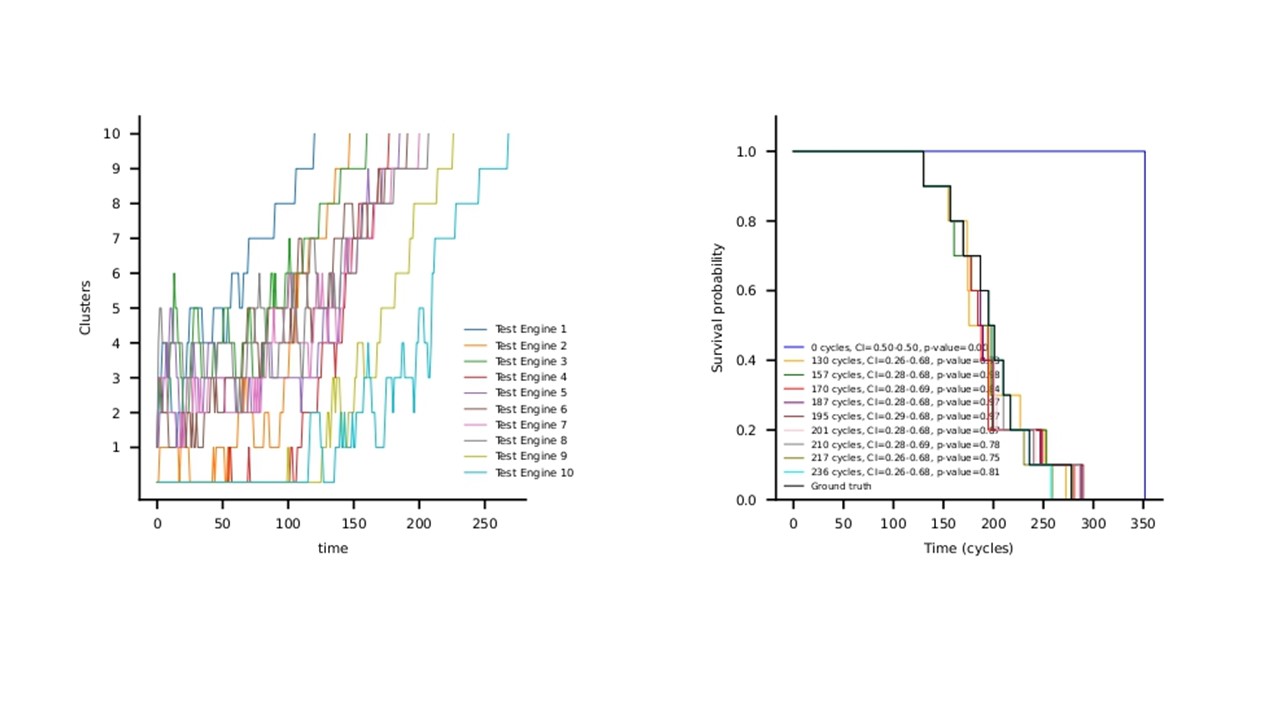 10
9
8
7
6
5
4
3
2
1
Clusters
0 50 100 150 200 250
time
Test Engine 1
Test Engine 2
Test Engine 3
Test Engine 4
Test Engine 5
Test Engine 6
Test Engine 7
Test Engine 8
Test Engine 9
Test Engine 10
1.0
0.8
0.6
0.4
0.2
0.0
Survival probability
0 50 100 150 200 250 300 350
Time (cycles)
0 cycles, CI=0.50-0.50, p-value=0.00
130 cycles, CI=0.26-0.68,
157 cycles, CI=0.28-0.68,
170 cycles, CI=0.28-0.69,
187 cycles, CI=0.28-0.68,
195 cycles, CI=0.29-0.68,
201 cycles, CI=0.28-0.68,
210 cycles, CI=0.28-0.69, p-value=0.78
217 cycles, CI=0.26-0.68, p-value=0.75
236 cycles, CI=0.26-0.68, p-value=0.81
Ground truth